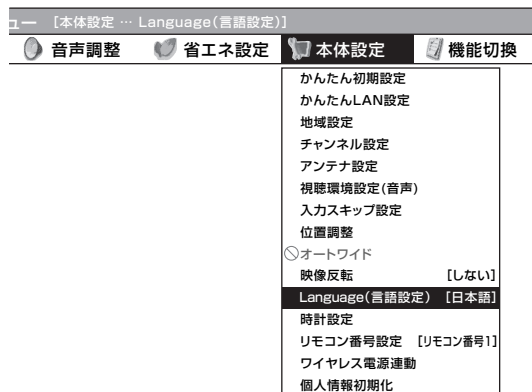 ュー [本体設定 … Language(言語設定)]
音声調整 省エネ設定 本体設定 機能切換
かんたん初期設定
かんたんLAN設定
地域設定
チャンネル設定
アンテナ設定
視聴環境設定(音声)
入力スキップ設定
位置調整
オートワイド
映像反転 [しない]
Language(言語設定) [日本語]
時計設定
リモコン番号設定 [リモコン番号1]
ワイヤレス電源連動
個人情報初期化